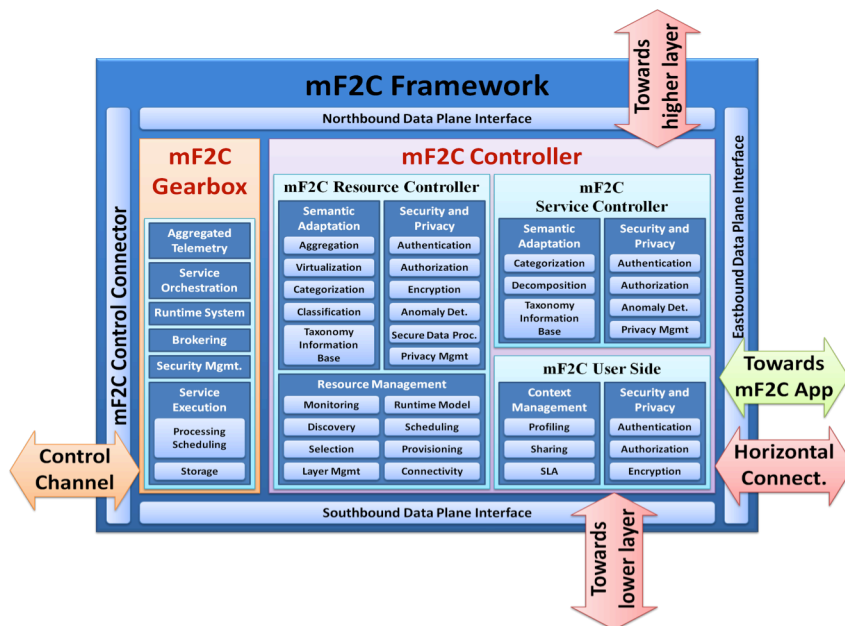 Towards
higher layer
mF2C Framework
Northbound Data Plane Interface
mF2C Control Connector
Eastbound Data Plane Interface
mF2C
Gearbox
Aggregated
Telemetry
Service
Orchestration
Runtime System
Brokering
Security Mgmt.
Service
Execution
Processing
Scheduling
Storage
mF2C Controller
mF2C Resource Controller
Semantic
Adaptation
Aggregation
Virtualization
Categorization
Classification
Taxonomy
Information
Base
Security and
Privacy
Authentication
Authorization
Encryption
Anomaly Det.
Secure Data Proc.
Privacy Mgmt
Resource Management
Monitoring
Runtime Model
Discovery
Scheduling
Selection
Provisioning
Layer Mgmt
Connectivity
mF2C
Service Controller
Semantic
Adaptation
Categorization
Decomposition
Taxonomy
Information
Base
Security and
Privacy
Authentication
Authorization
Anomaly Det.
Privacy Mgmt
mF2C User Side
Context
Management
Profiling
Sharing
SLA
Security and
Privacy
Authentication
Authorization
Encryption
Towards
mF2C App
Control
Channel
Horizontal
Connect.
Southbound Data Plane Interface
Towards
lower layer